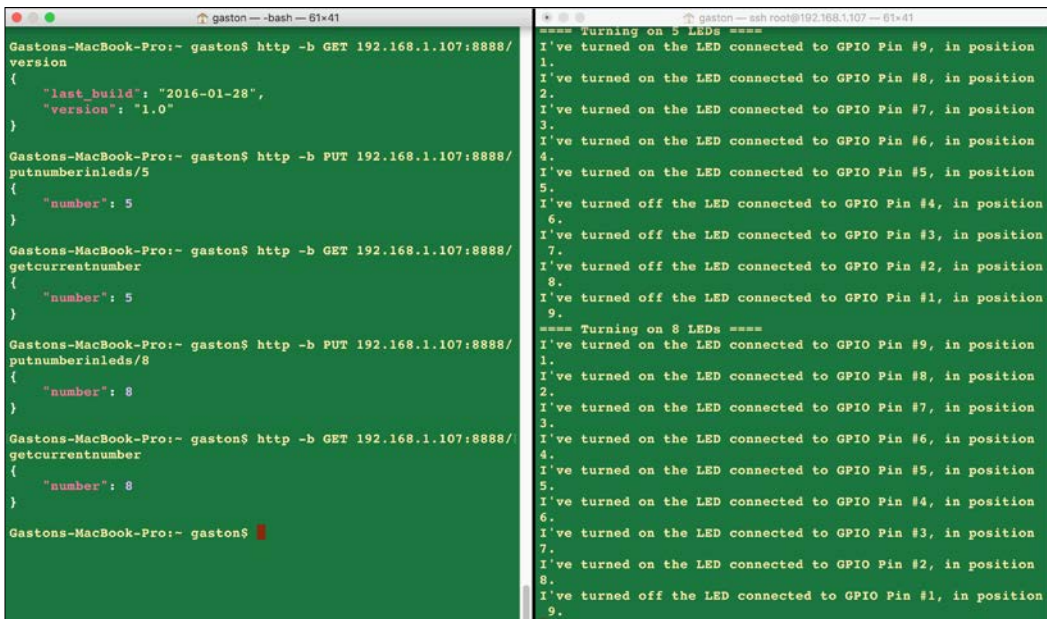 gaston — -bash — 61×41
Gastons-MacBook-Pro:~ gaston$ http -b GET 192.168.1.107:8888/
version
{
    "last_build": "2016-01-28",
    "version": "1.0"
}
Gastons-MacBook-Pro:~ gaston$ http -b PUT 192.168.1.107:8888/
putnumberinleds/5
{
    "number": 5
}
Gastons-MacBook-Pro:~ gaston$ http -b GET 192.168.1.107:8888/
getcurrentnumber
{
    "number": 5
}
Gastons-MacBook-Pro:~ gaston$ http -b PUT 192.168.1.107:8888/
putnumberinleds/8
{
    "number": 8
}
Gastons-MacBook-Pro:~ gaston$ http -b GET 192.168.1.107:8888/
getcurrentnumber
{
    "number": 8
}
Gastons-MacBook-Pro:~ gaston$
gaston — ssh root@192.168.1.107 — 61×41
==== Turning on 5 LEDs ====
I've turned on the LED connected to GPIO Pin #9, in position
1.
I've turned on the LED connected to GPIO Pin #8, in position
2.
I've turned on the LED connected to GPIO Pin #7, in position
3.
I've turned on the LED connected to GPIO Pin #6, in position
4.
I've turned on the LED connected to GPIO Pin #5, in position
5.
I've turned off the LED connected to GPIO Pin #4, in position
 6.
I've turned off the LED connected to GPIO Pin #3, in position
 7.
I've turned off the LED connected to GPIO Pin #2, in position
 8.
I've turned off the LED connected to GPIO Pin #1, in position
 9.
==== Turning on 8 LEDs ====
I've turned on the LED connected to GPIO Pin #9, in position
1.
I've turned on the LED connected to GPIO Pin #8, in position
2.
I've turned on the LED connected to GPIO Pin #7, in position
3.
I've turned on the LED connected to GPIO Pin #6, in position
4.
I've turned on the LED connected to GPIO Pin #5, in position
5.
I've turned on the LED connected to GPIO Pin #4, in position
6.
I've turned on the LED connected to GPIO Pin #3, in position
7.
I've turned on the LED connected to GPIO Pin #2, in position
8.
I've turned off the LED connected to GPIO Pin #1, in position
 9.